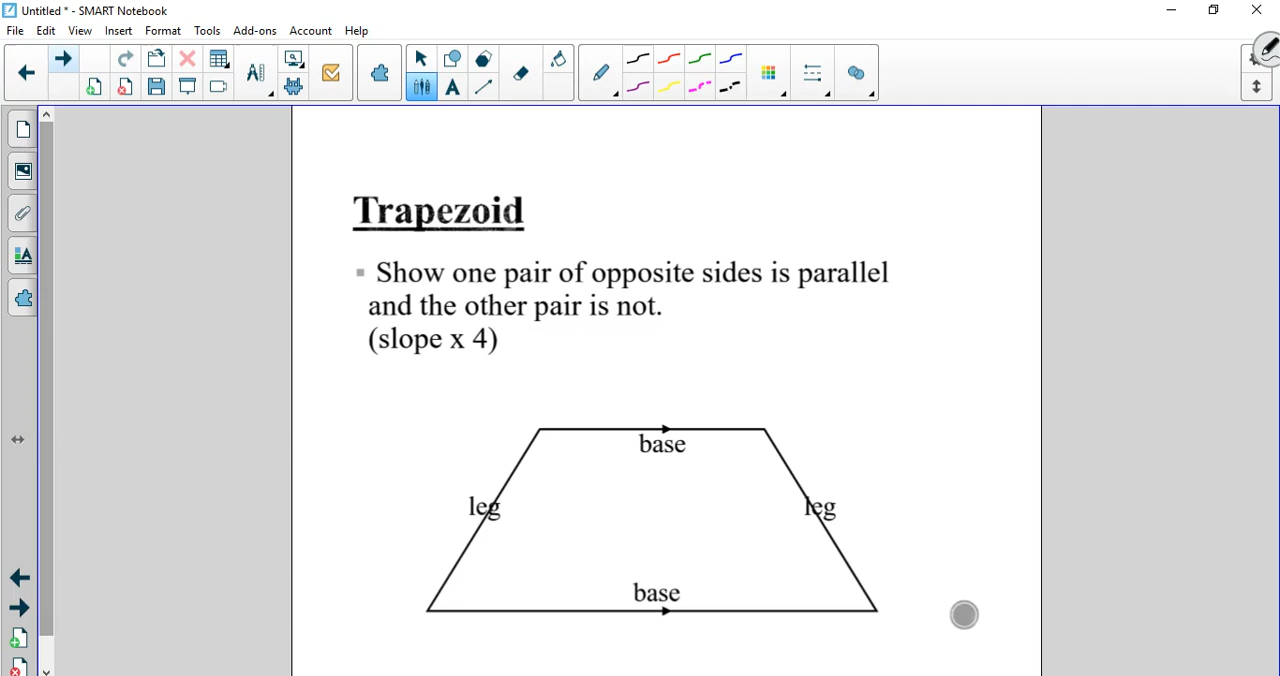 Untitled * - SMART Notebook
File Edit View Insert Format Tools Add-ons Account Help
Trapezoid
Show one pair of opposite sides is parallel
and the other pair is not.
(slope x 4)
base
leg leg
base